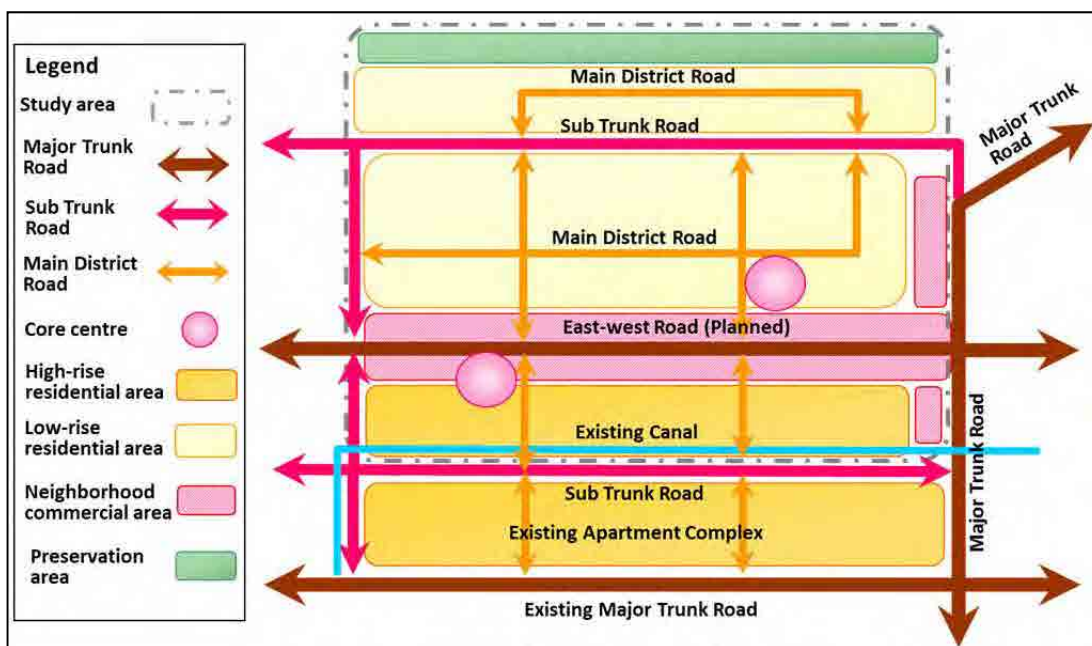 Legend
Study area
Major Trunk
Road
Sub Trunk
Road
Main District
Road
Core centre
High-rise
residential area
Low-rise
residential area
Neighborhood
commercial area
Preservation
area
Main District Road
Sub Trunk Road
Major Trunk
Road
Main District Road
East-west Road (Planned)
Existing Canal
Major Trunk Road
Sub Trunk Road
Existing Apartment Complex
Existing Major Trunk Road